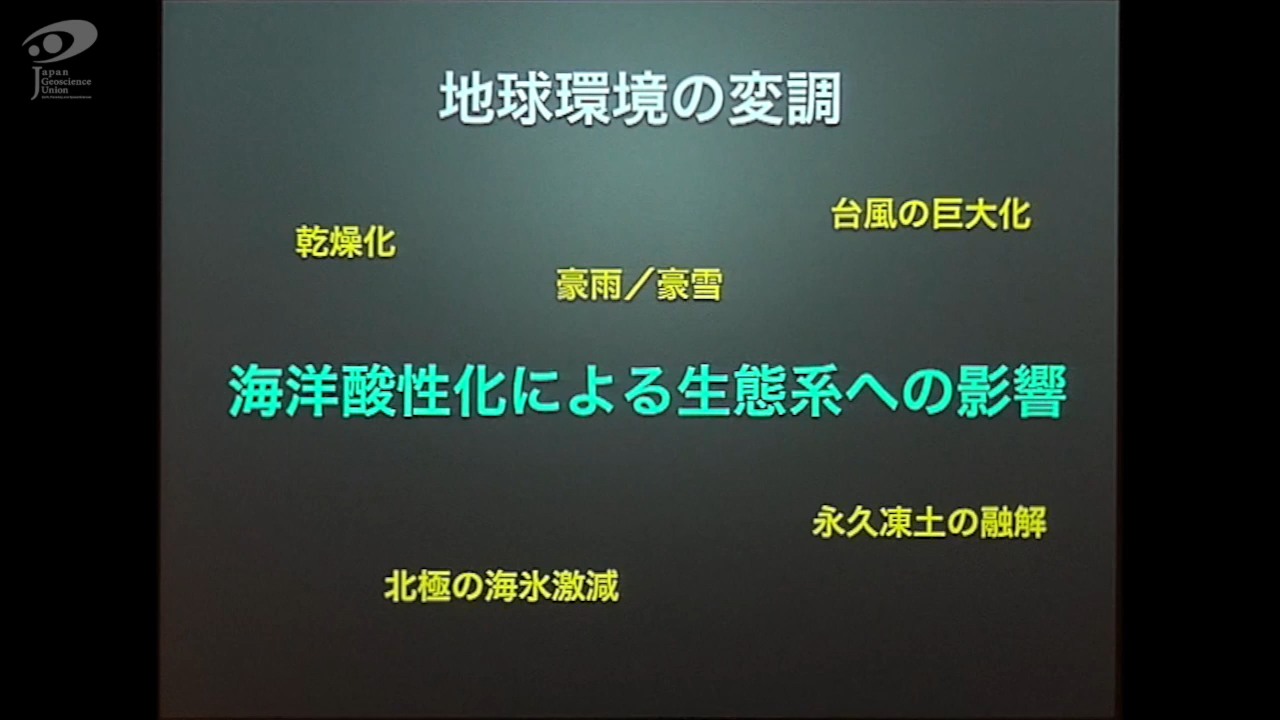 Japan
Geoscience
Union
地球環境の変調
台風の巨大化
乾燥化
豪雨／豪雪
海洋酸性化による生態系への影響
永久凍土の融解
北極の海氷激減